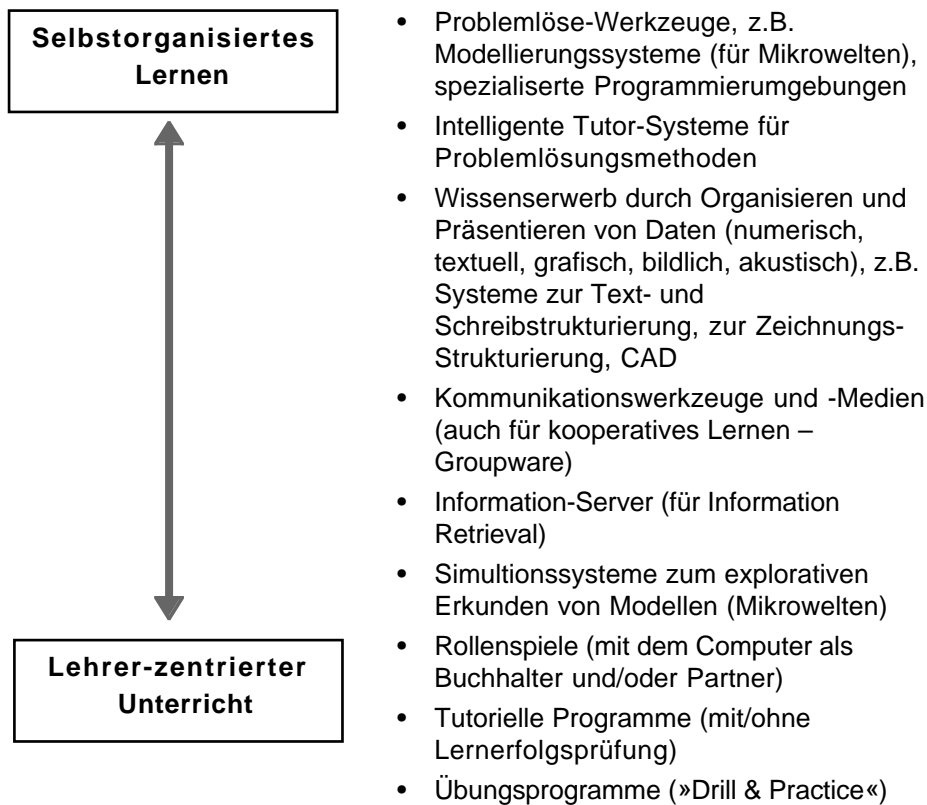 Selbstorganisiertes
Lernen
Lehrer-zentrierter
Unterricht
• Problemlöse-Werkzeuge, z.B.
Modellierungssysteme (für Mikrowelten),
spezialiserte Programmierumgebungen
• Intelligente Tutor-Systeme für
Problemlösungsmethoden
• Wissenserwerb durch Organisieren und
Präsentieren von Daten (numerisch,
textuell, grafisch, bildlich, akustisch), z.B.
Systeme zur Text- und
Schreibstrukturierung, zur Zeichnungs-
Strukturierung, CAD
• Kommunikationswerkzeuge und -Medien
(auch für kooperatives Lernen –
Groupware)
• Information-Server (für Information
Retrieval)
• Simultionssysteme zum explorativen
Erkunden von Modellen (Mikrowelten)
• Rollenspiele (mit dem Computer als
Buchhalter und/oder Partner)
• Tutorielle Programme (mit/ohne
Lernerfolgsprüfung)
• Übungsprogramme (»Drill & Practice«)